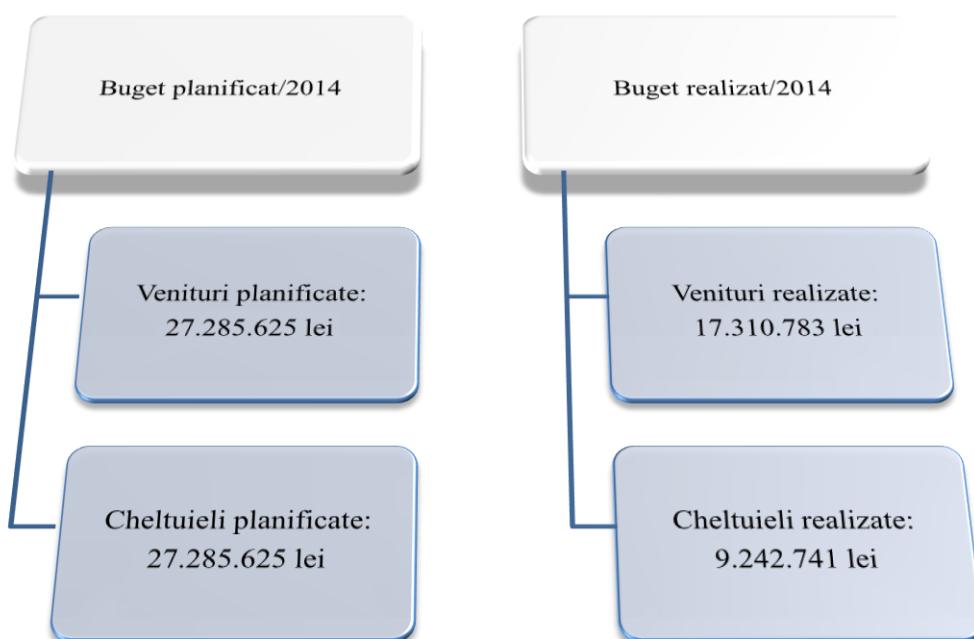 Buget planificat/2014
Venituri planificate:
27.285.625 lei
Cheltuieli planificate:
27.285.625 lei
Buget realizat/2014
Venituri realizate:
17.310.783 lei
Cheltuieli realizate:
9.242.741 lei